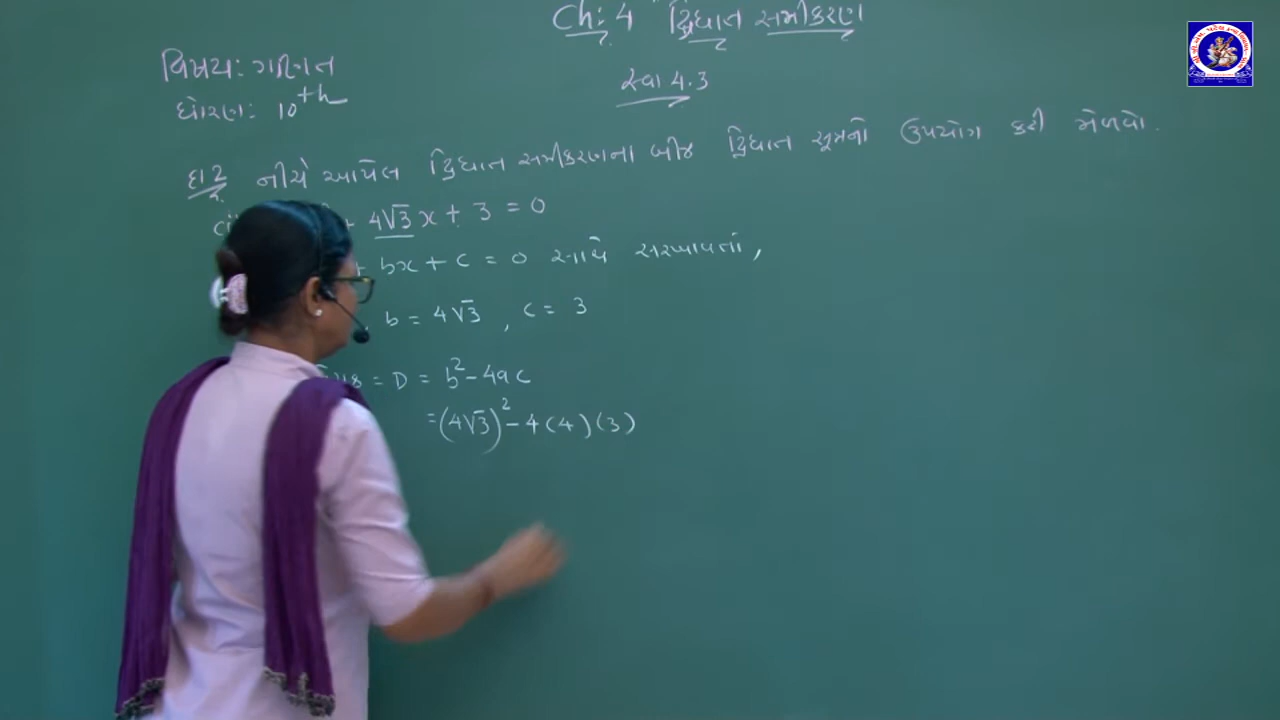 Ch: 4 દ્વિઘાત સમીકરણ
વિષય: ગણિત
સ્વા 4.3
ધોરણ: 10th
દા 2 નીચે આપેલ દ્વિઘાત સમીકરણના બીજ દ્વિઘાત સૂત્રનો ઉપયોગ કરી મેળવો.
4√3 x + 3 = 0
+ bx + c = 0 સાથે સરખાવતાં,
, b = 4√3 , c = 3
= D = b² - 4ac
= (4√3)² - 4 (4) (3)